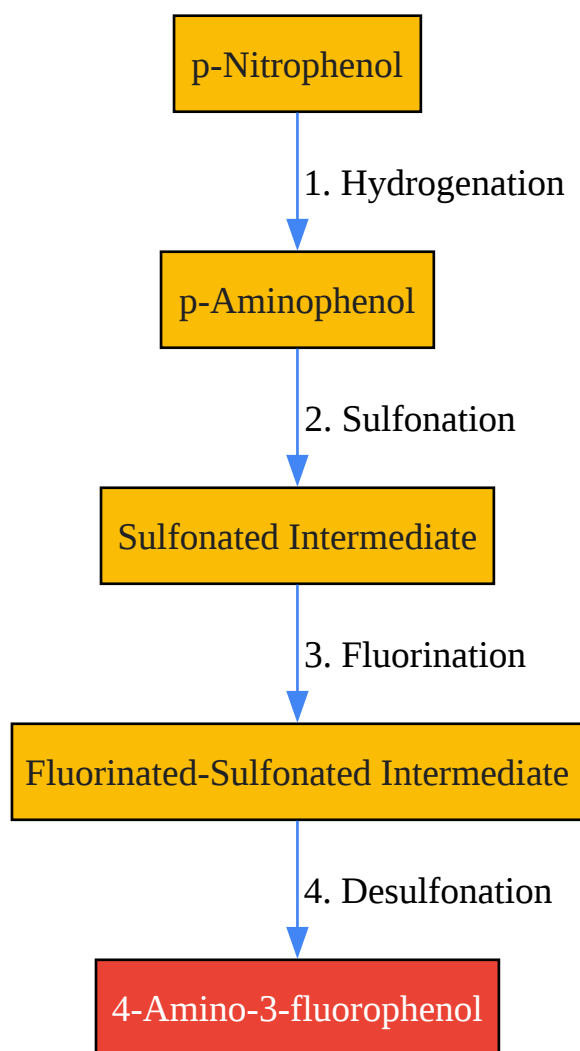 p-Nitrophenol
1. Hydrogenation
p-Aminophenol
2. Sulfonation
Sulfonated Intermediate
3. Fluorination
Fluorinated-Sulfonated Intermediate
4. Desulfonation
4-Amino-3-fluorophenol